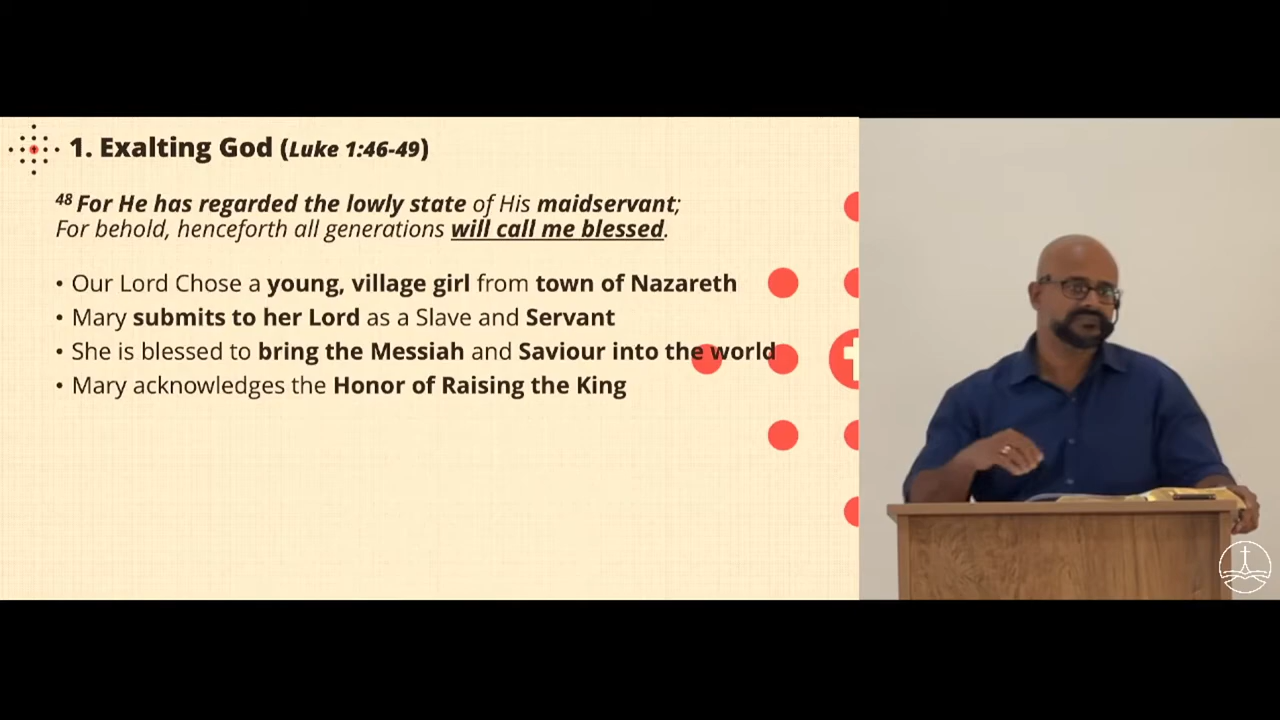 1. Exalting God (Luke 1:46-49)
48 For He has regarded the lowly state of His maidservant;
For behold, henceforth all generations will call me blessed.
• Our Lord Chose a young, village girl from town of Nazareth
• Mary submits to her Lord as a Slave and Servant
• She is blessed to bring the Messiah and Saviour into the world
• Mary acknowledges the Honor of Raising the King